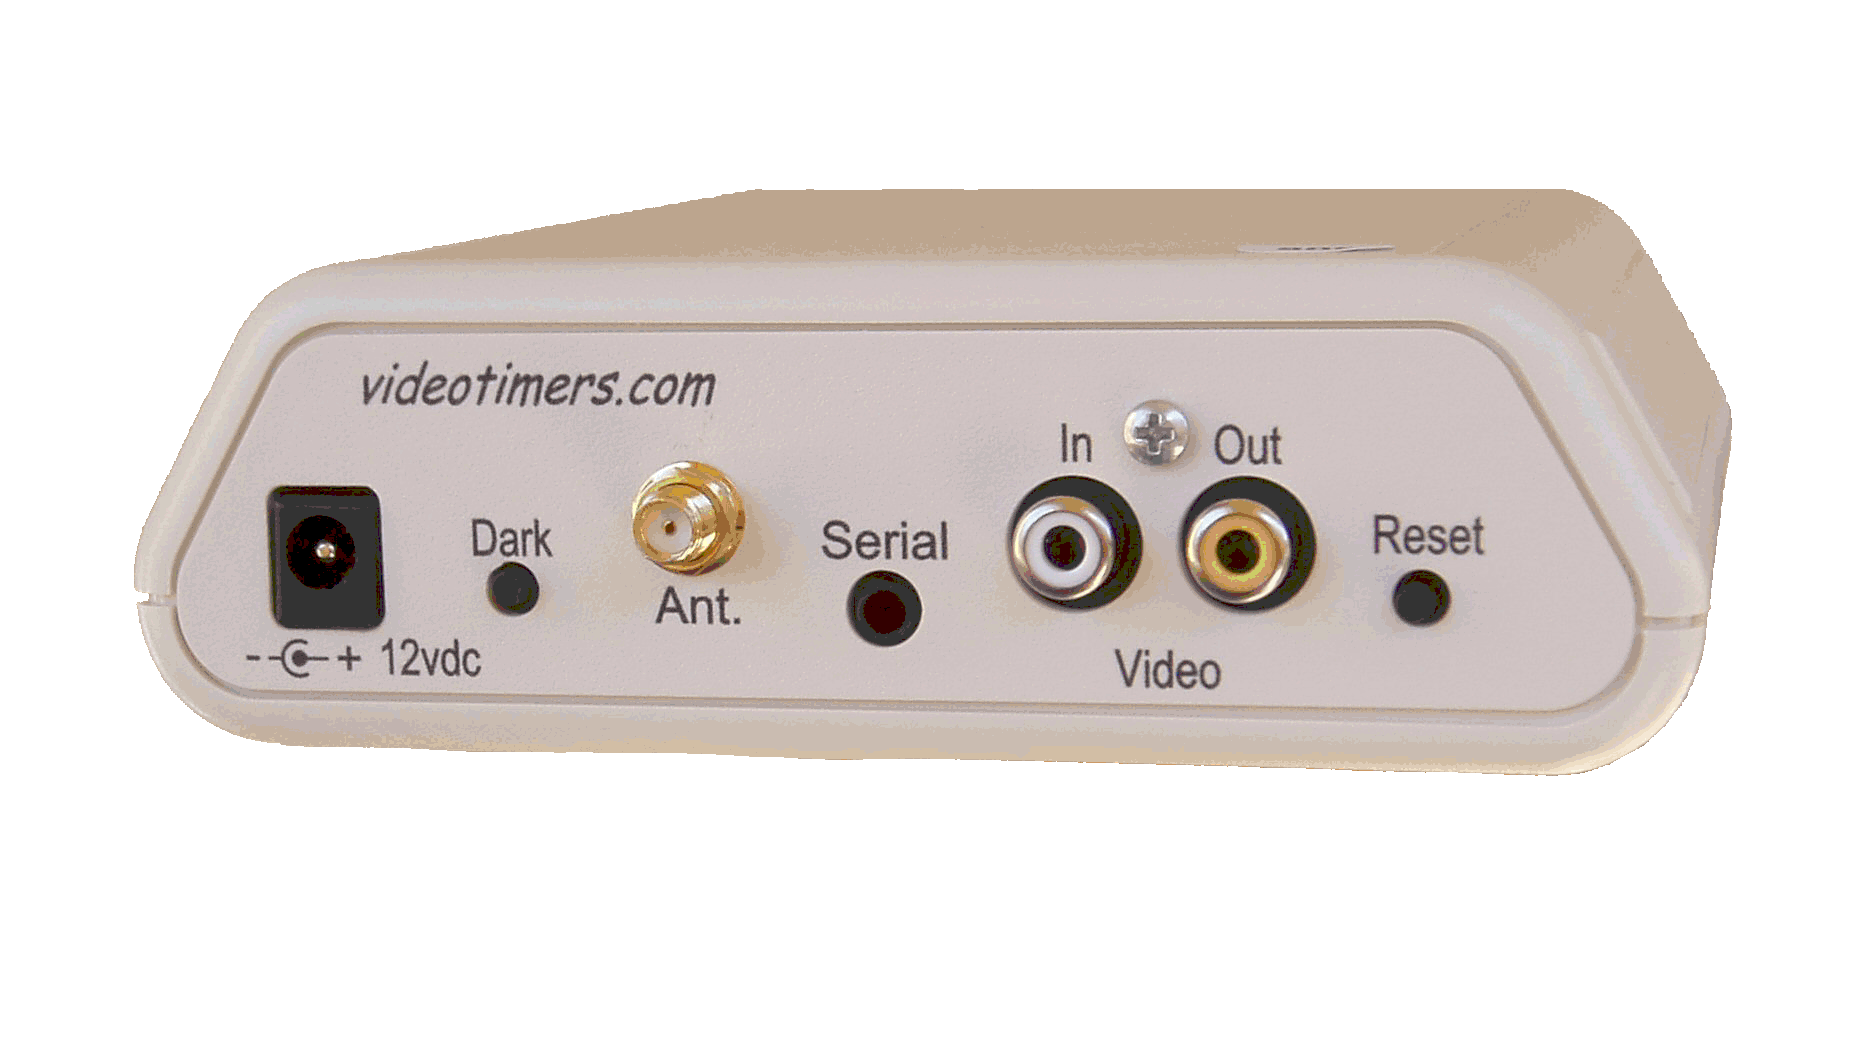 videotimers.com
In Out
Dark
Serial
Reset
Ant.
- + 12vdc
Video